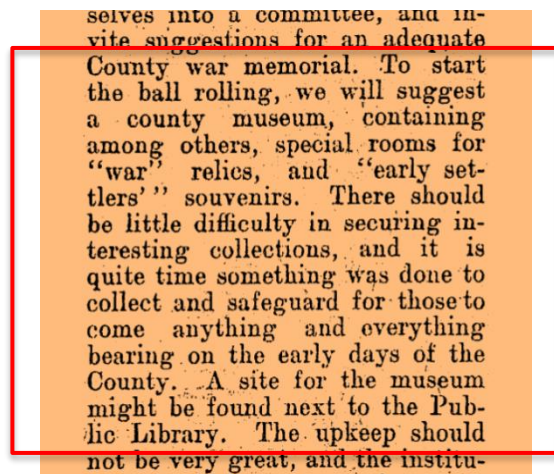 selves into a committee, and in-
vite suggestions for an adequate
County war memorial. To start
the ball rolling, we will suggest
a county museum, containing
among others, special rooms for
"war" relics, and "early set-
tlers' " souvenirs. There should
be little difficulty in securing in-
teresting collections, and it is
quite time something was done to
collect and safeguard for those to
come anything and everything
bearing on the early days of the
County. A site for the museum
might be found next to the Pub-
lic Library. The upkeep should
not be very great, and the institu-